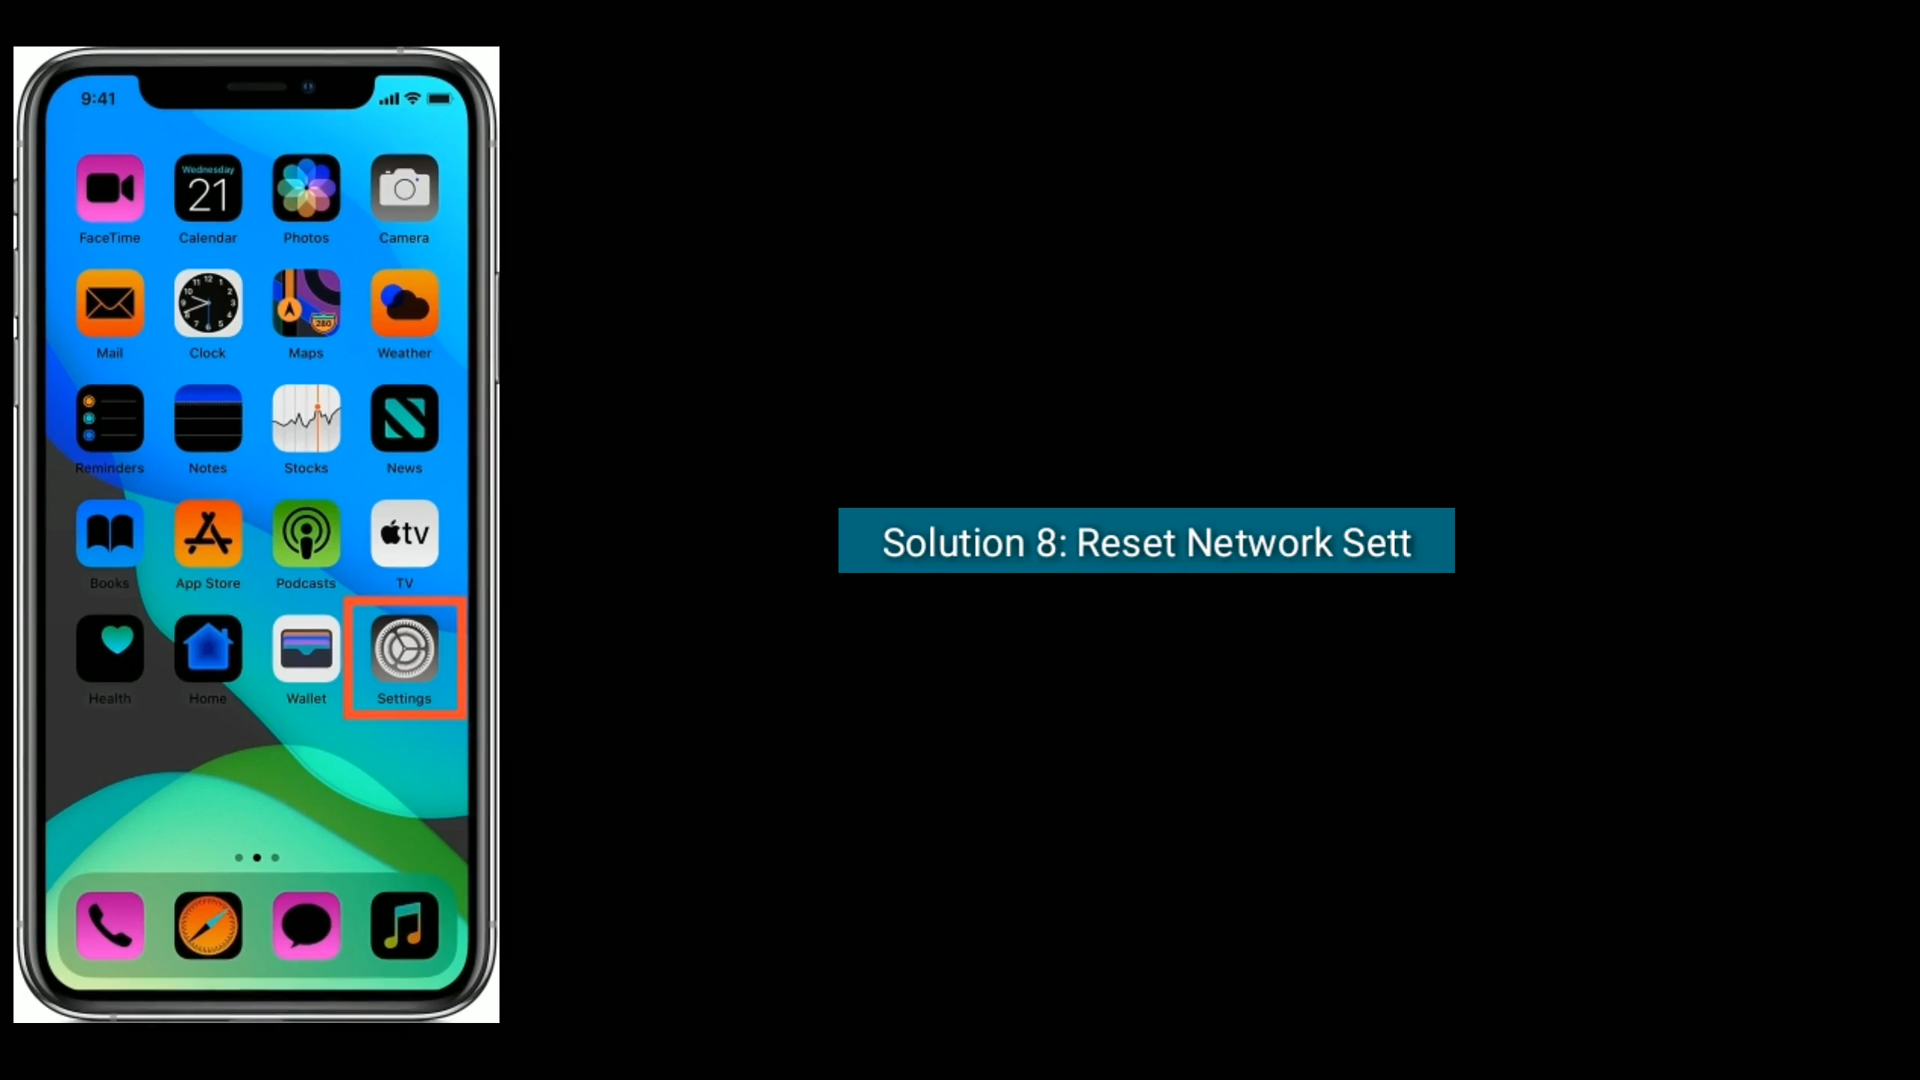 9:41
Wednesday
21
FaceTime Calendar Photos Camera
280
Mail Clock Maps Weather
Reminders Notes Stocks News
tv
Books App Store Podcasts TV
Health Home Wallet Settings
Solution 8: Reset Network Sett